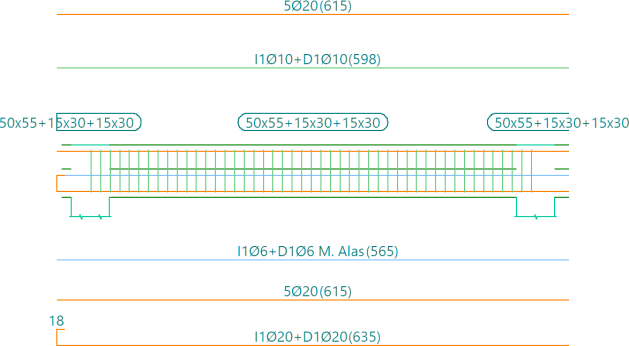 5Ø20(615)
I1Ø10+D1Ø10(598)
50x55+15x30+15x30 50x55+15x30+15x30 50x55+15x30+15x30
I1Ø6+D1Ø6 M. Alas(565)
5Ø20(615)
18
I1Ø20+D1Ø20(635)